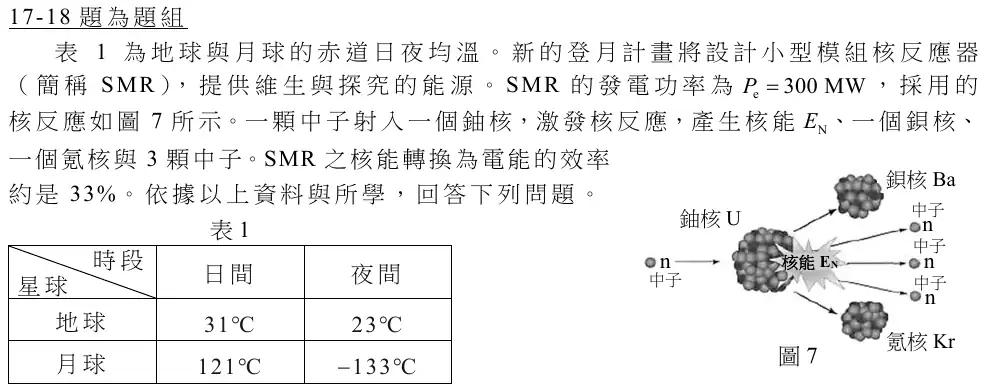 17-18 題為題組
表 1 為地球與月球的赤道日夜均溫。新的登月計畫將設計小型模組核反應器
（簡稱 SMR），提供維生與探究的能源。SMR 的發電功率為 Pe = 300 MW，採用的
核反應如圖 7 所示。一顆中子射入一個鈾核，激發核反應，產生核能 EN、一個鋇核、
一個氪核與 3 顆中子。SMR 之核能轉換為電能的效率
約是 33%。依據以上資料與所學，回答下列問題。
表 1
時段
星球
日間
夜間
地球
31℃
23℃
月球
121℃
−133℃
鋇核 Ba
鈾核 U
中子
n
中子
n
中子
n
n
中子
核能 EN
氪核 Kr
圖 7